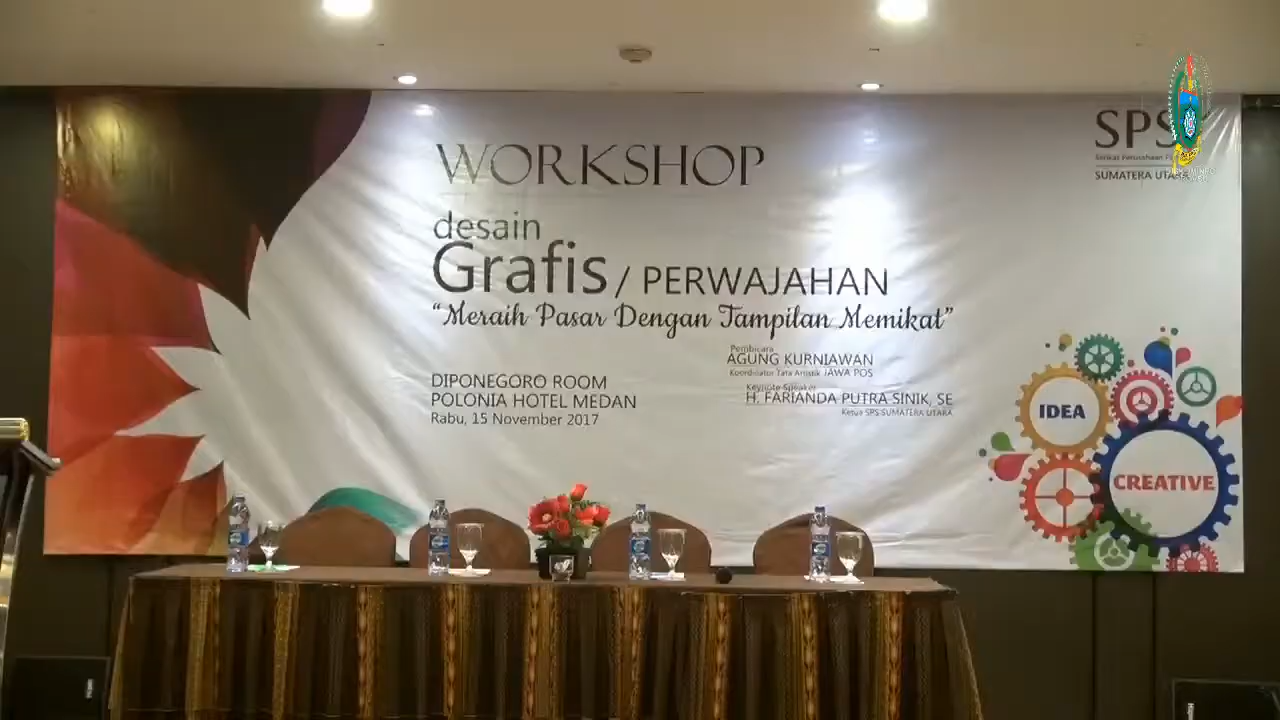 WORKSHOP
desain
Grafis / PERWAJAHAN
“Meraih Pasar Dengan Tampilan Memikat”
Pembicara
AGUNG KURNIAWAN
Koordinator Tata Artistik JAWA POS
Keynote Speaker
H. FARIANDA PUTRA SINIK, SE
Ketua SPS SUMATERA UTARA
DIPONEGORO ROOM
POLONIA HOTEL MEDAN
Rabu, 15 November 2017
SPS
Serikat Perusahaan
SUMATERA
IDEA
CREATIVE